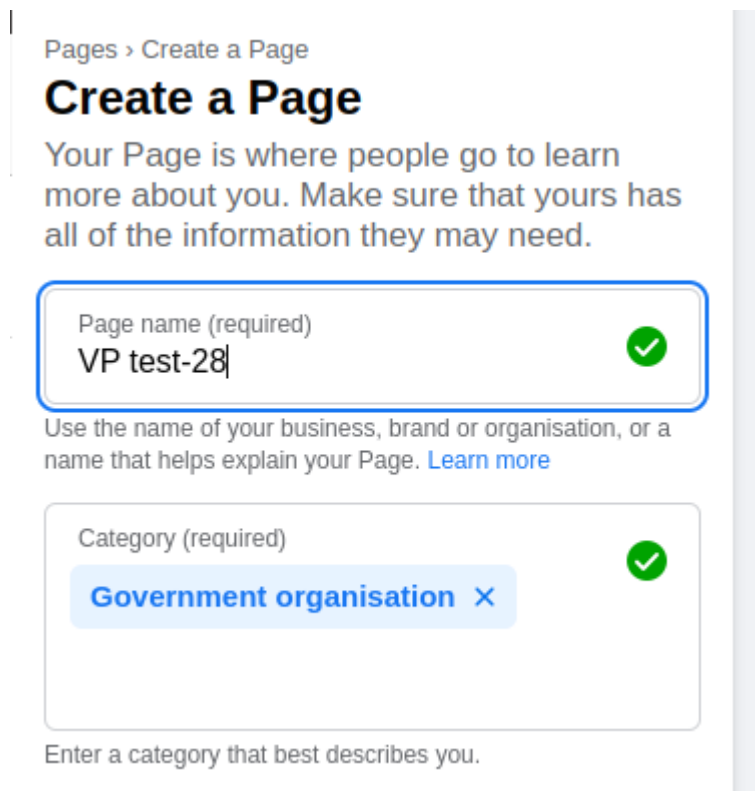 Pages › Create a Page
Create a Page
Your Page is where people go to learn
more about you. Make sure that yours has
all of the information they may need.
Page name (required)
VP test-28
Use the name of your business, brand or organisation, or a
name that helps explain your Page. Learn more
Category (required)
Government organisation ×
Enter a category that best describes you.